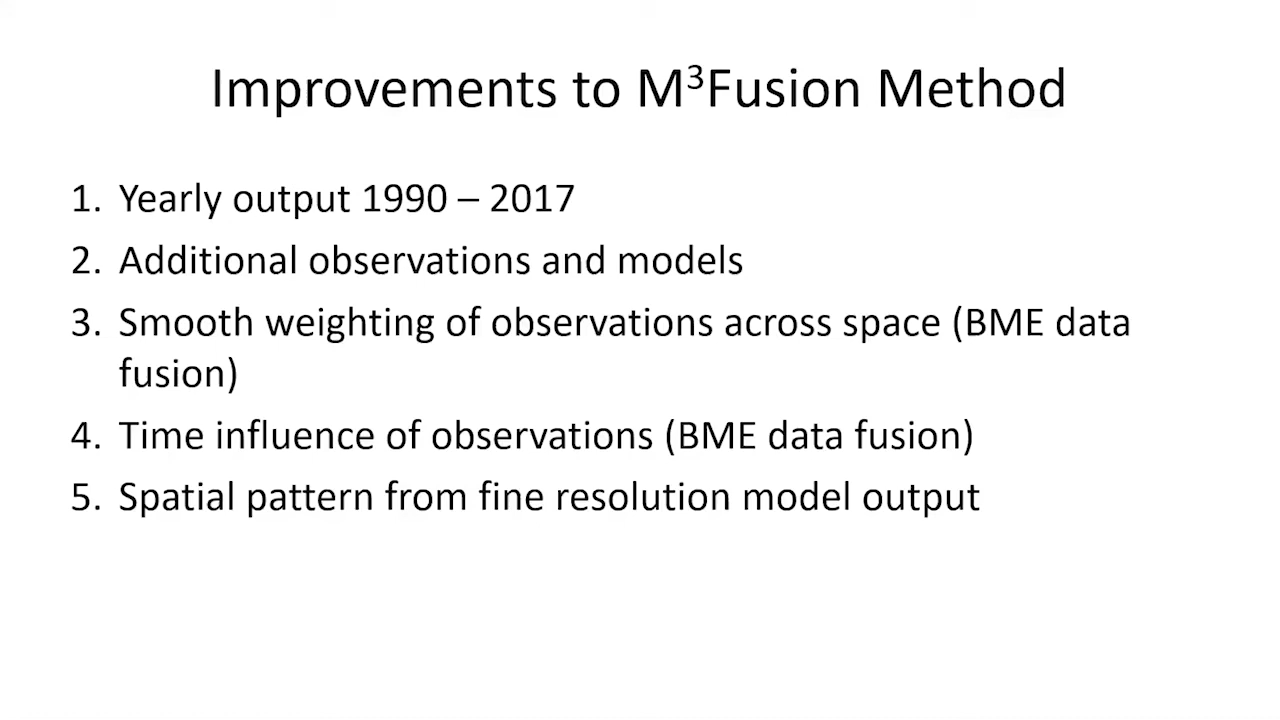 Improvements to M³Fusion Method
1. Yearly output 1990 – 2017
2. Additional observations and models
3. Smooth weighting of observations across space (BME data
fusion)
4. Time influence of observations (BME data fusion)
5. Spatial pattern from fine resolution model output